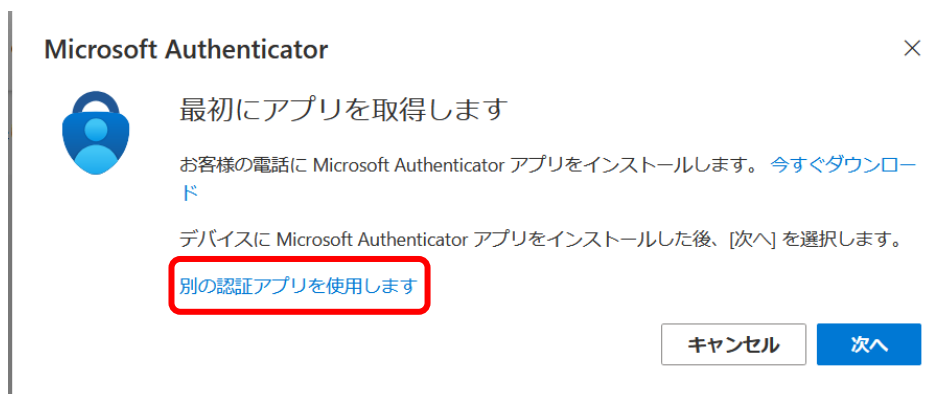 Microsoft Authenticator
最初にアプリを取得します
お客様の電話に Microsoft Authenticator アプリをインストールします。 今すぐダウンロー
ド
デバイスに Microsoft Authenticator アプリをインストールした後、[次へ] を選択します。
別の認証アプリを使用します
キャンセル
次へ